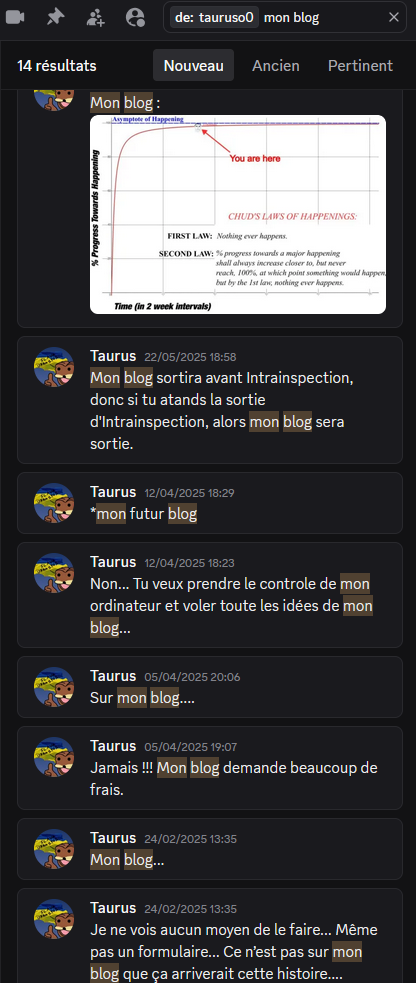 de: tauruso0 mon blog
14 résultats
Nouveau
Ancien
Pertinent
Mon blog :
Asymptote of Happening
You are here
% Progress Towards Happening
CHUD'S LAWS OF HAPPENINGS:
FIRST LAW: Nothing ever happens.
SECOND LAW: % progress towards a major happening
shall always increase closer to, but never
reach, 100%, at which point something would happen,
but by the 1st law, nothing ever happens.
Time (in 2 week intervals)
Taurus 22/05/2025 18:58
Mon blog sortira avant Intrainspection,
donc si tu atands la sortie
d'Intrainspection, alors mon blog sera
sortie.
Taurus 12/04/2025 18:29
*mon futur blog
Taurus 12/04/2025 18:23
Non... Tu veux prendre le controle de mon
ordinateur et voler toute les idées de mon
blog...
Taurus 05/04/2025 20:06
Sur mon blog....
Taurus 05/04/2025 19:07
Jamais !!! Mon blog demande beaucoup de
frais.
Taurus 24/02/2025 13:35
Mon blog...
Taurus 24/02/2025 13:35
Je ne vois aucun moyen de le faire... Même
pas un formulaire... Ce n'est pas sur mon
blog que ça arriverait cette histoire....